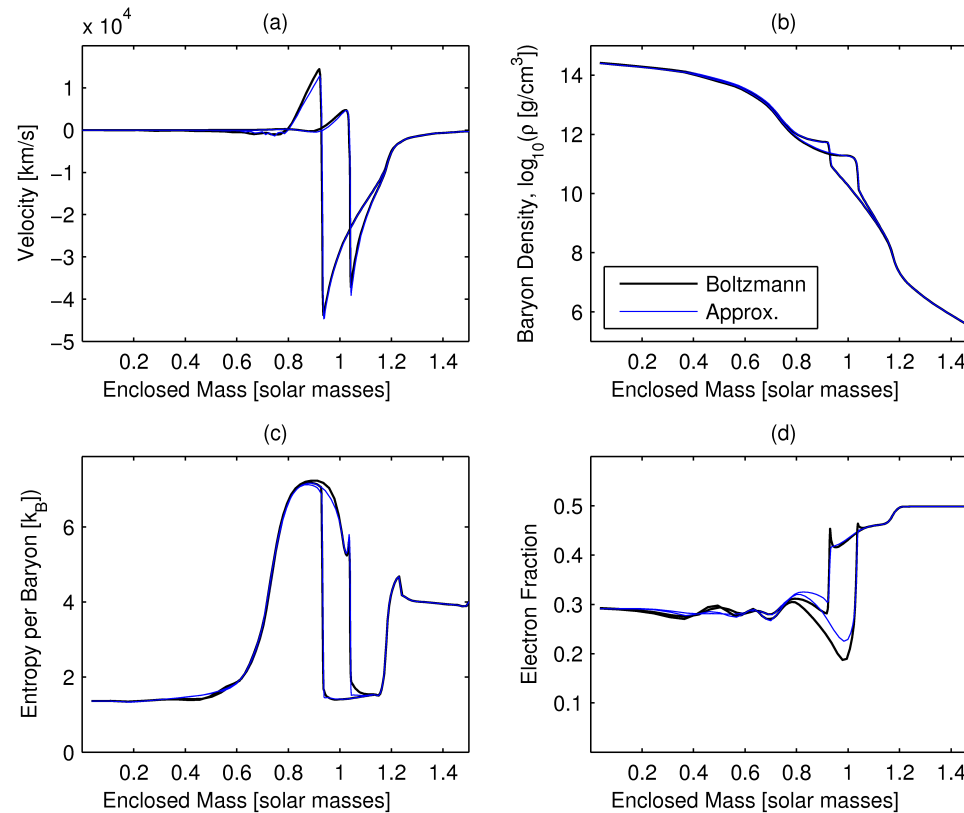 (a)
x 10^4
1
0
-1
-2
-3
-4
-5
Velocity [km/s]
0.2 0.4 0.6 0.8 1 1.2 1.4
Enclosed Mass [solar masses]
(b)
14
12
10
8
6
Baryon Density, log10(ρ [g/cm3])
Boltzmann
Approx.
0.2 0.4 0.6 0.8 1 1.2 1.4
Enclosed Mass [solar masses]
(c)
6
4
2
0
Entropy per Baryon [kB])
0.2 0.4 0.6 0.8 1 1.2 1.4
Enclosed Mass [solar masses]
(d)
0.5
0.4
0.3
0.2
0.1
Electron Fraction
0.2 0.4 0.6 0.8 1 1.2 1.4
Enclosed Mass [solar masses]